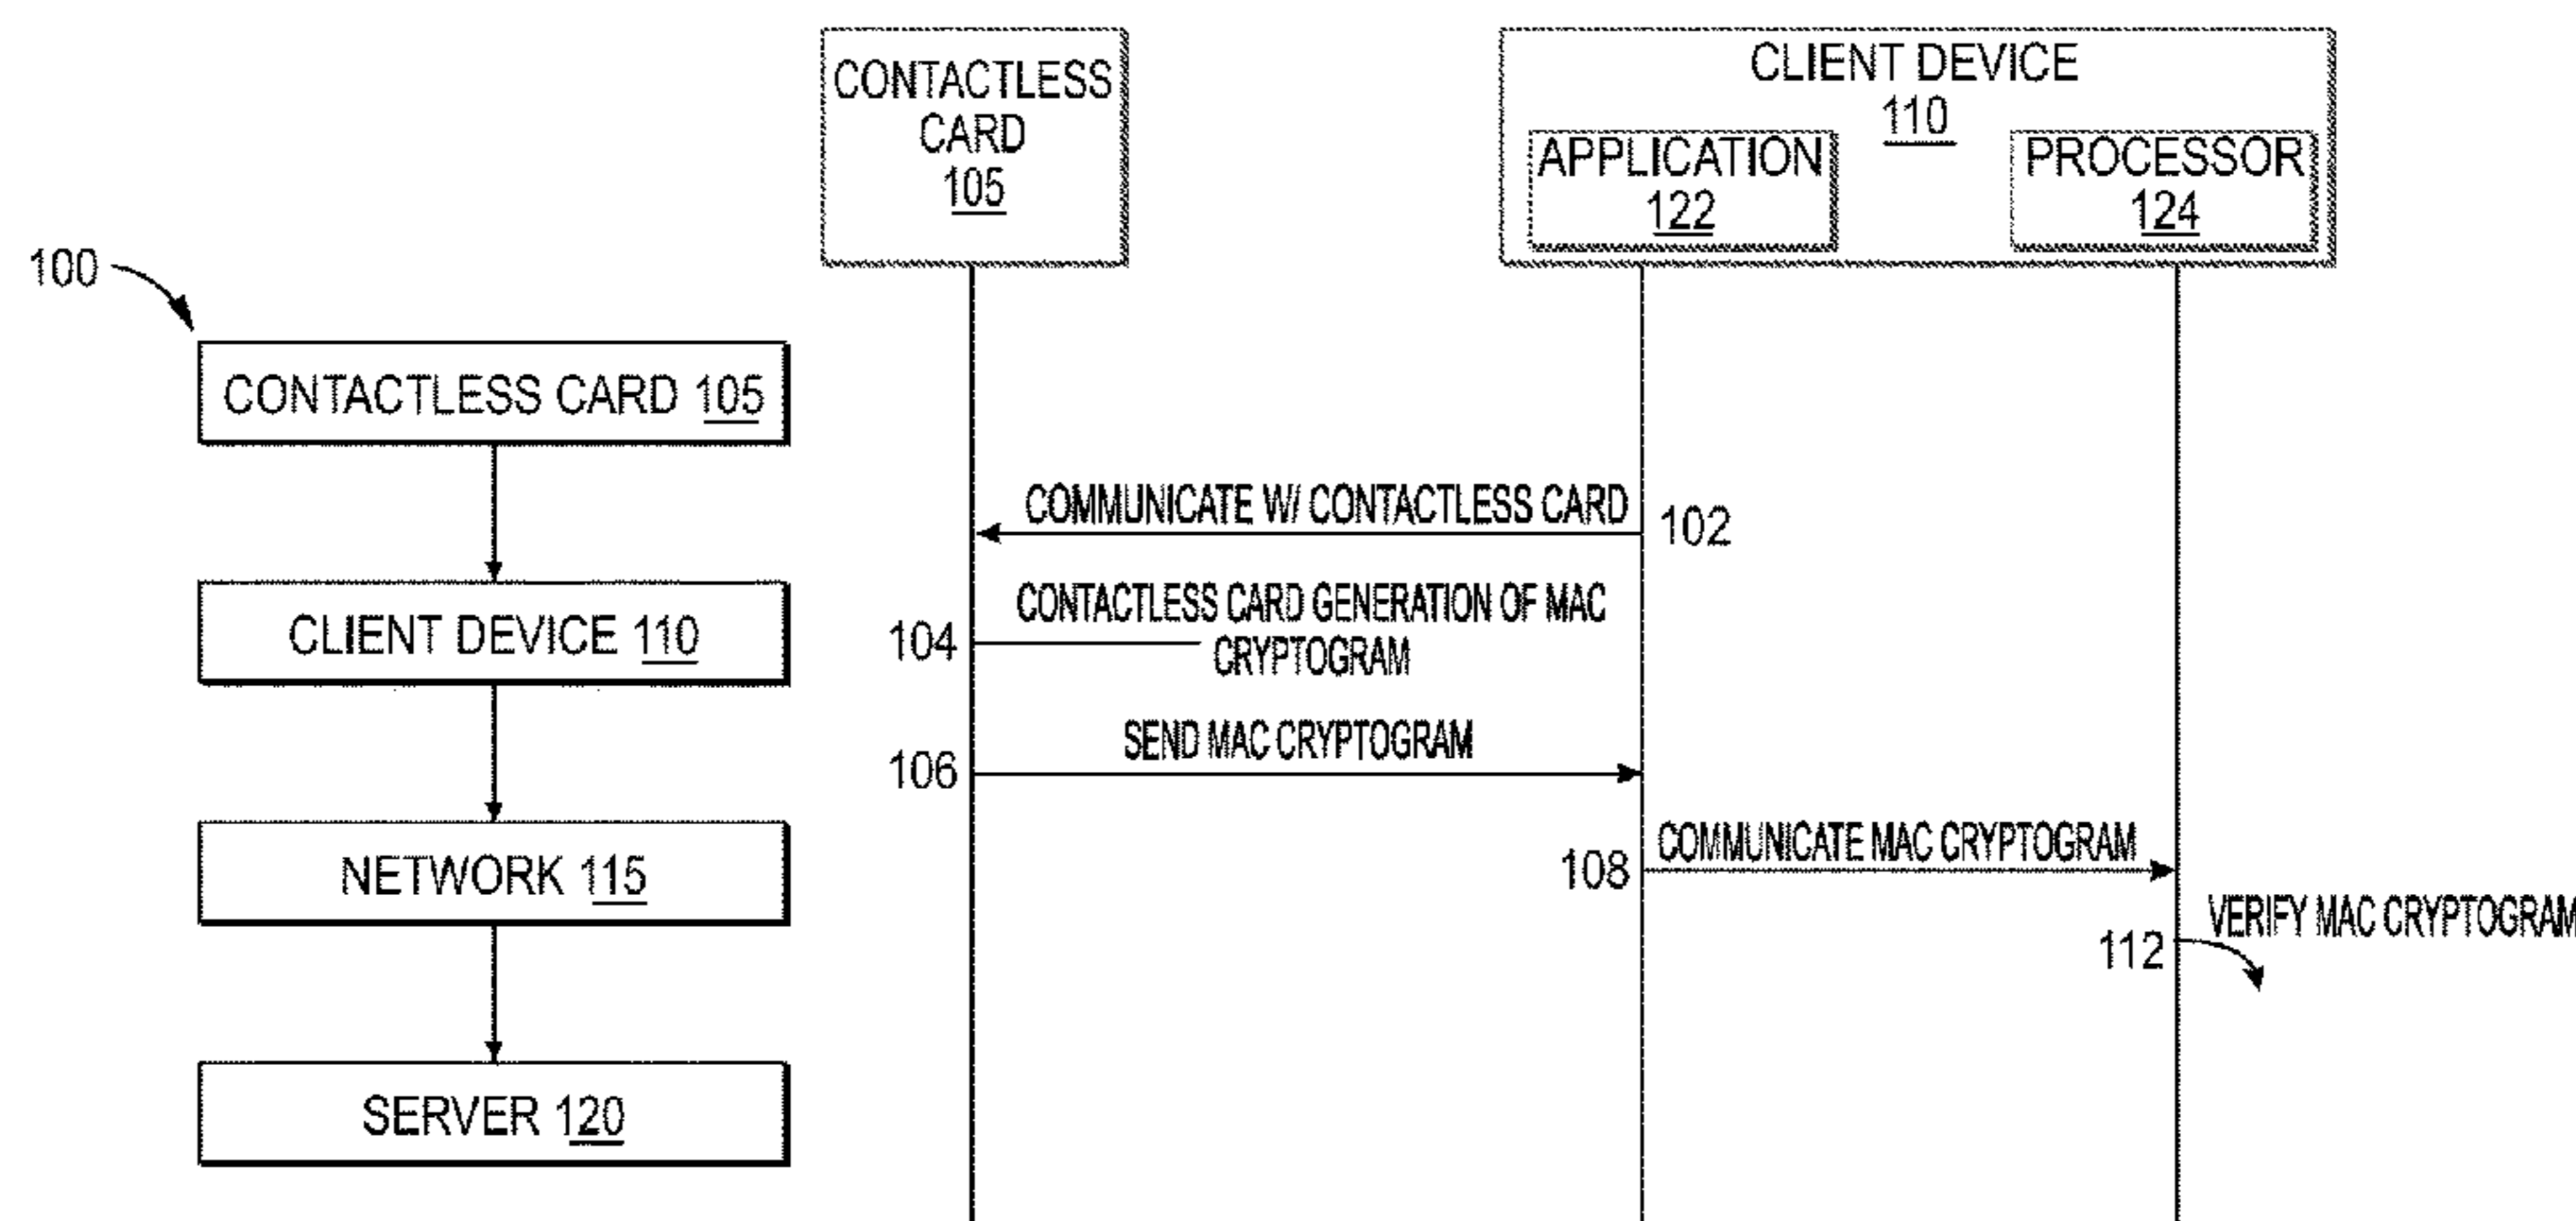 100
CONTACTLESS CARD 105
CLIENT DEVICE 110
NETWORK 115
SERVER 120
CONTACTLESS
CARD
105
CLIENT DEVICE
110
APPLICATION
122
PROCESSOR
124
COMMUNICATE W/ CONTACTLESS CARD
102
CONTACTLESS CARD GENERATION OF MAC
104
CRYPTOGRAM
SEND MAC CRYPTOGRAM
106
COMMUNICATE MAC CRYPTOGRAM
108
VERIFY MAC CRYPTOGRAM
112